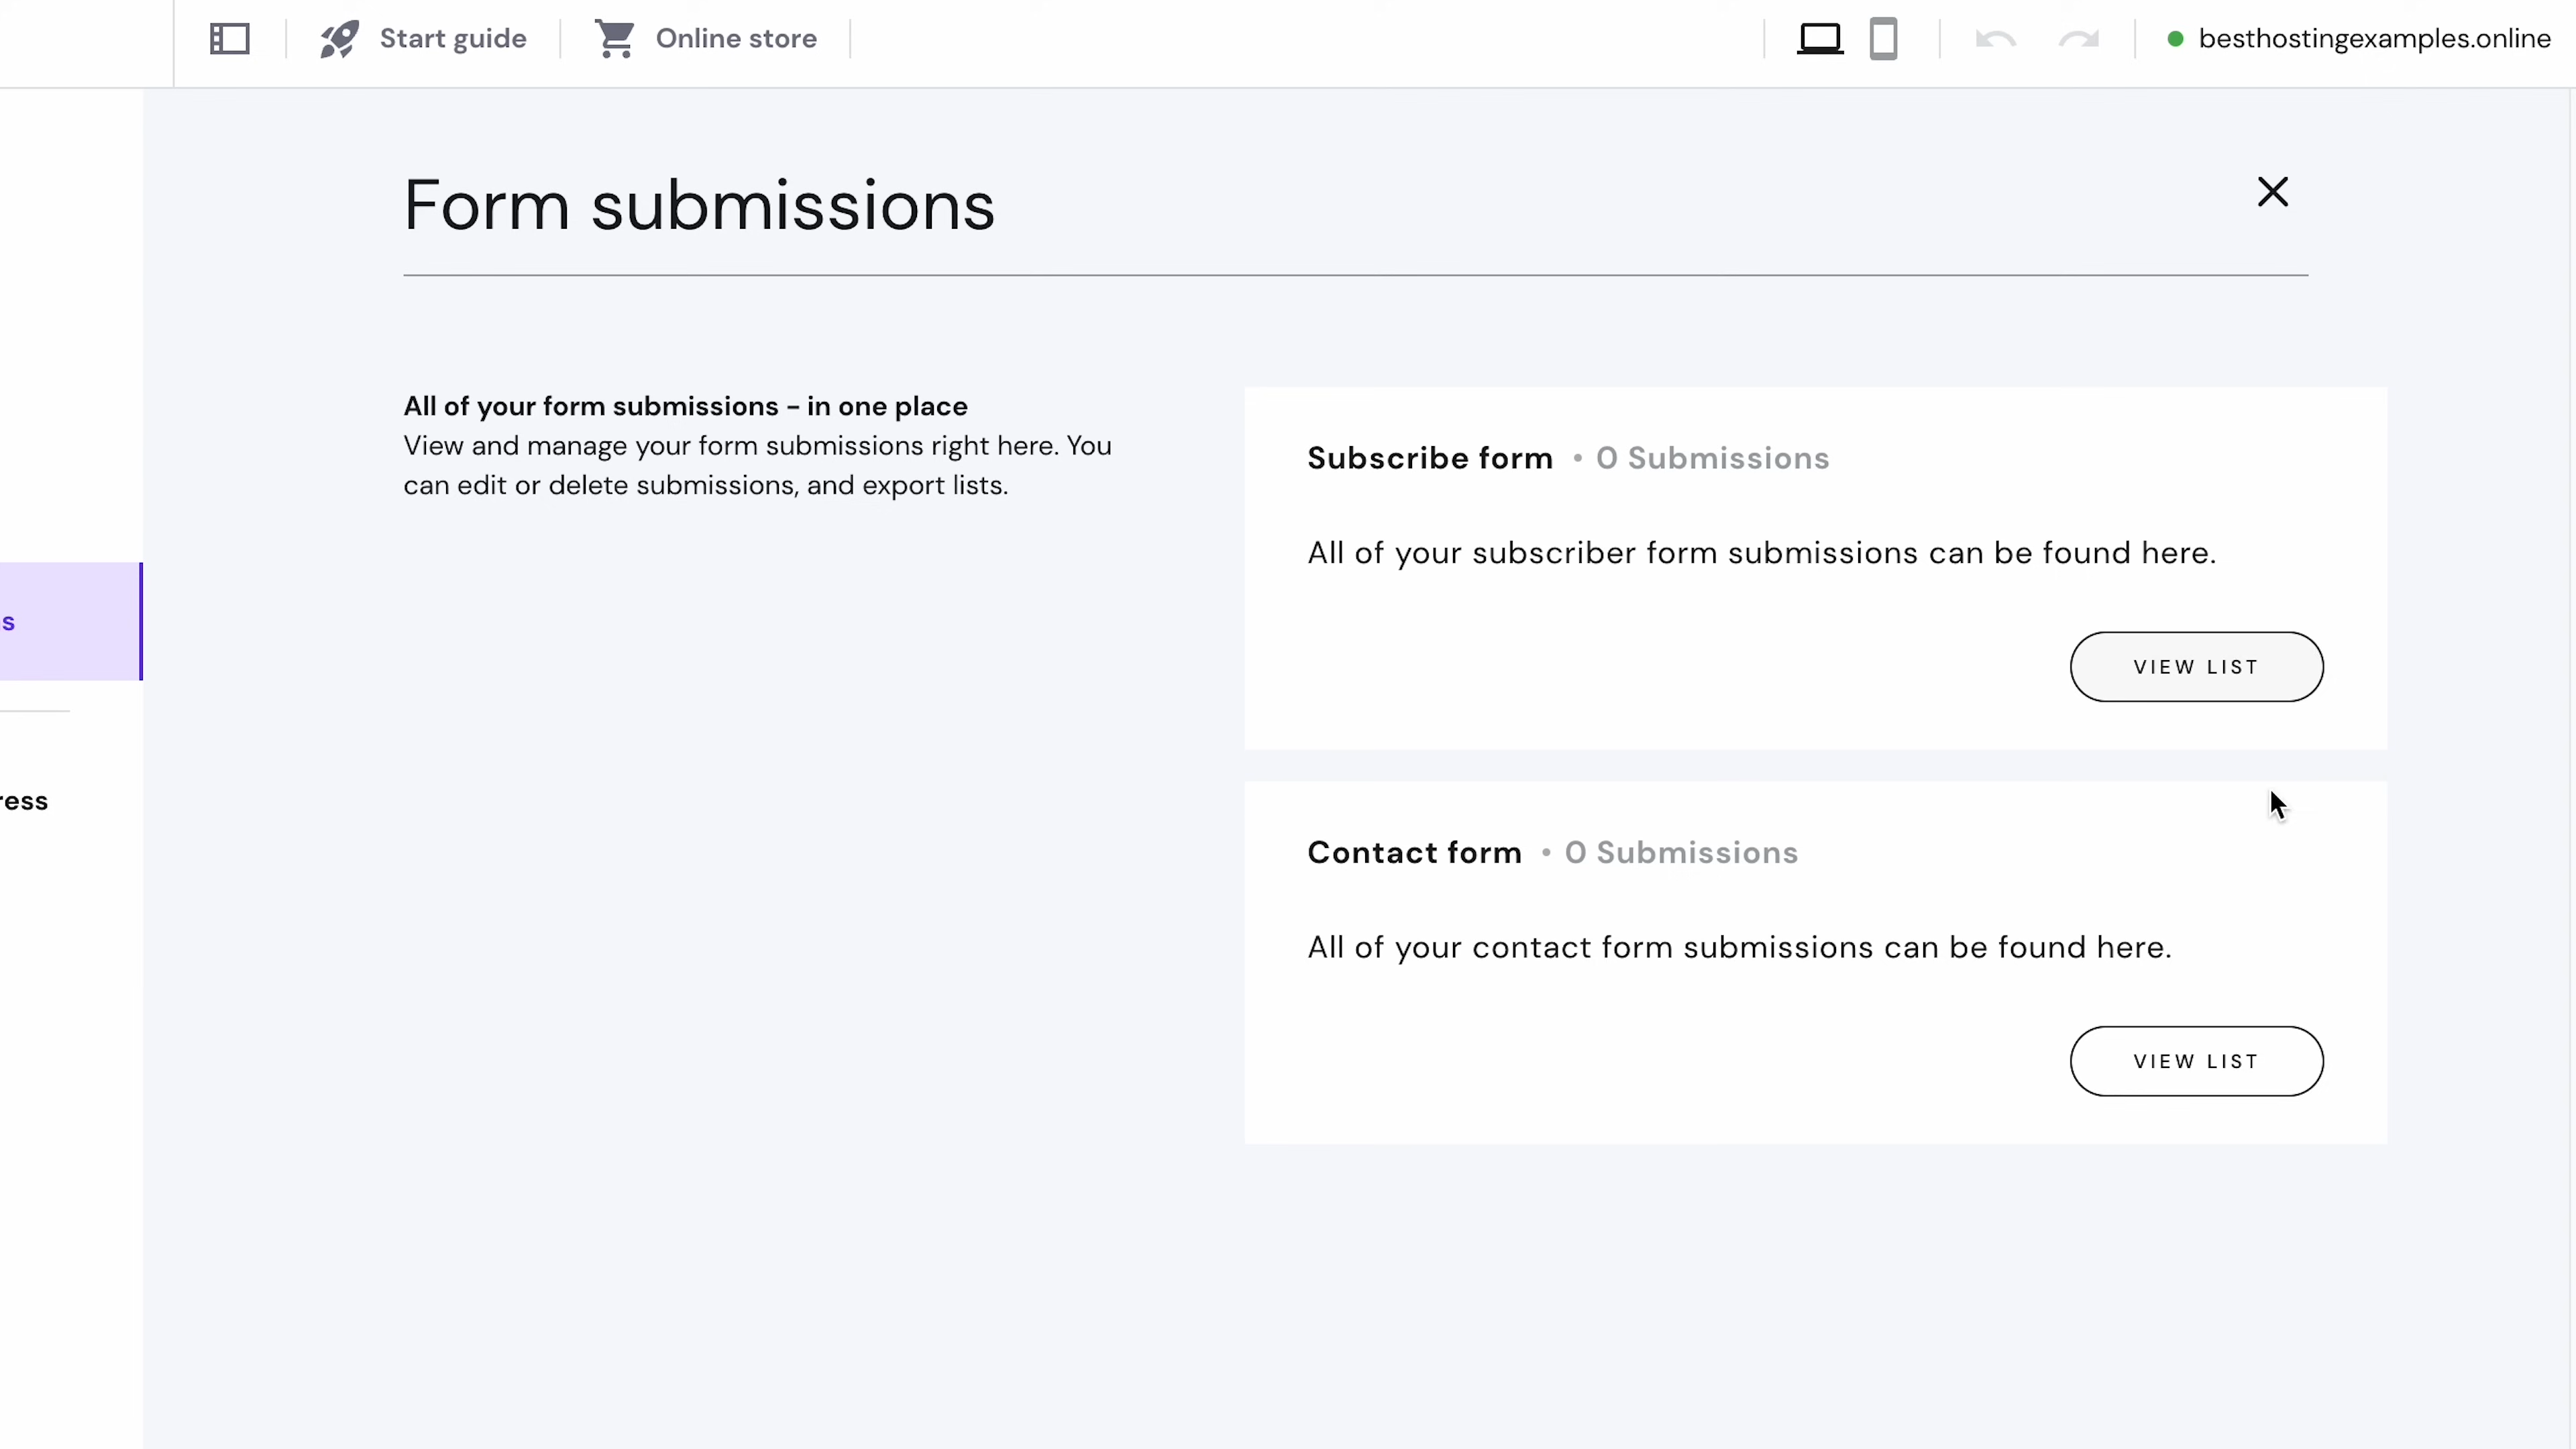 Start guide
Online store
besthostingexamples.online
Form submissions
All of your form submissions – in one place
View and manage your form submissions right here. You
can edit or delete submissions, and export lists.
s
ress
Subscribe form • 0 Submissions
All of your subscriber form submissions can be found here.
VIEW LIST
Contact form • 0 Submissions
All of your contact form submissions can be found here.
VIEW LIST